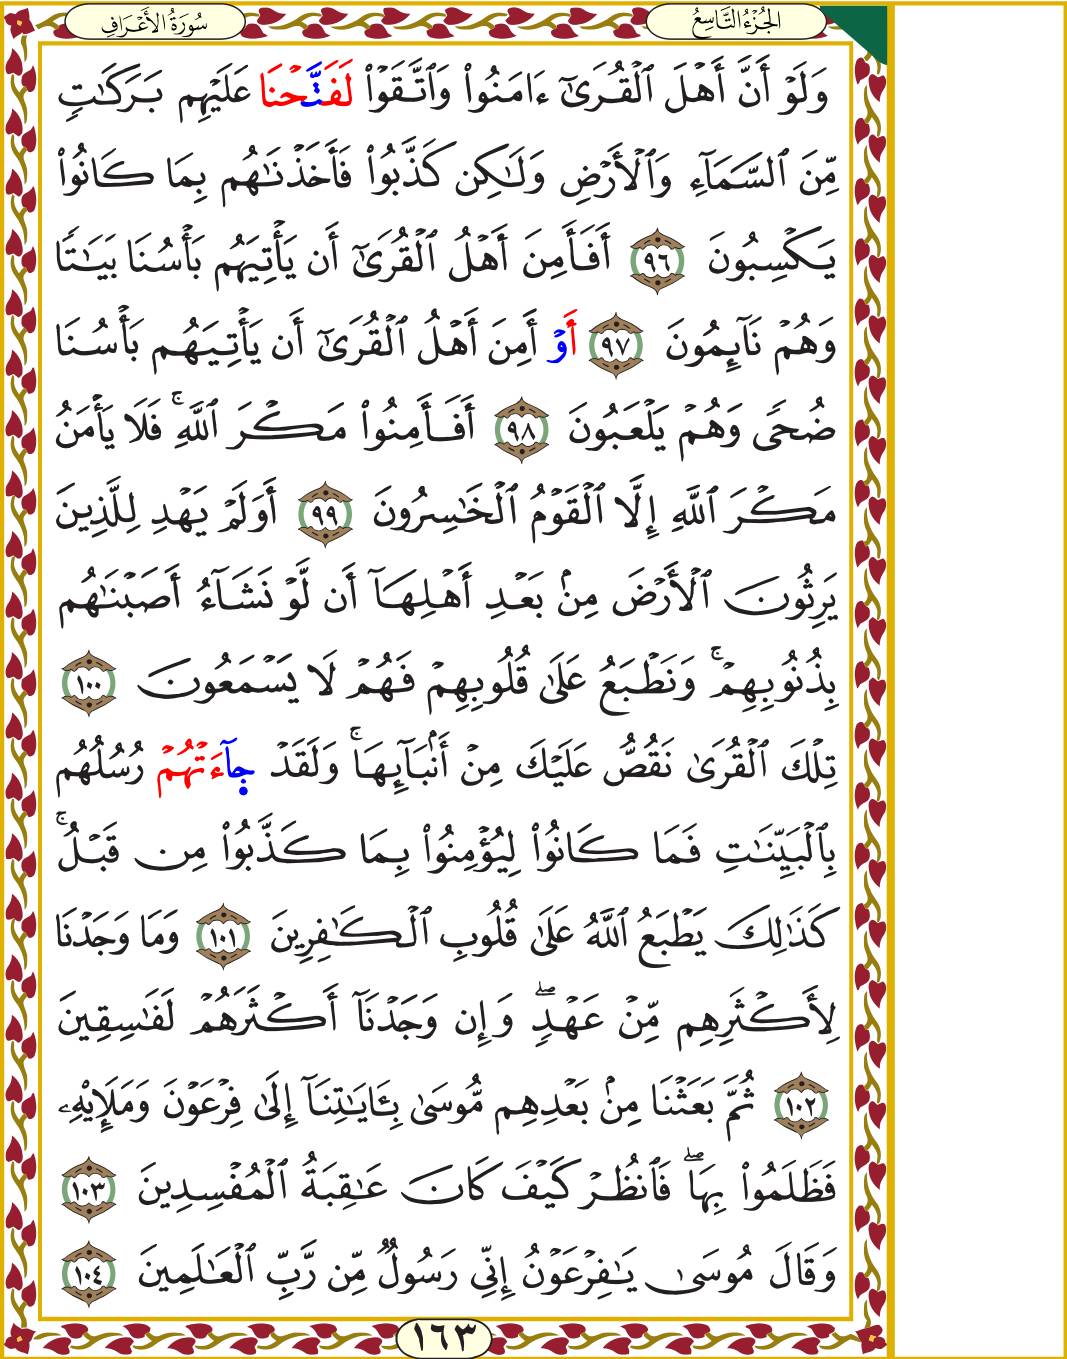 الجُزْءُ التَّاسِعُ
سُورَةُ الأَعْرَافِ
وَلَوْ أَنَّ أَهْلَ ٱلْقُرَىٰٓ ءَامَنُوا۟ وَٱتَّقَوْا۟ لَفَتَّحْنَا عَلَيْهِم بَرَكَٰتٍ
مِّنَ ٱلسَّمَآءِ وَٱلْأَرْضِ وَلَٰكِن كَذَّبُوا۟ فَأَخَذْنَٰهُم بِمَا كَانُوا۟
يَكْسِبُونَ ٩٦ أَفَأَمِنَ أَهْلُ ٱلْقُرَىٰٓ أَن يَأْتِيَهُم بَأْسُنَا بَيَٰتًا
وَهُمْ نَآئِمُونَ ٩٧ أَوْ أَمِنَ أَهْلُ ٱلْقُرَىٰٓ أَن يَأْتِيَهُم بَأْسُنَا
ضُحًى وَهُمْ يَلْعَبُونَ ٩٨ أَفَأَمِنُوا۟ مَكْرَ ٱللَّهِ ۚ فَلَا يَأْمَنُ
مَكْرَ ٱللَّهِ إِلَّا ٱلْقَوْمُ ٱلْخَٰسِرُونَ ٩٩ أَوَلَمْ يَهْدِ لِلَّذِينَ
يَرِثُونَ ٱلْأَرْضَ مِنۢ بَعْدِ أَهْلِهَآ أَن لَّوْ نَشَآءُ أَصَبْنَٰهُم
بِذُنُوبِهِمْ ۚ وَنَطْبَعُ عَلَىٰ قُلُوبِهِمْ فَهُمْ لَا يَسْمَعُونَ ١٠٠
تِلْكَ ٱلْقُرَىٰ نَقُصُّ عَلَيْكَ مِنْ أَنۢبَآئِهَا ۚ وَلَقَدْ جَآءَتْهُمْ رُسُلُهُم
بِٱلْبَيِّنَٰتِ فَمَا كَانُوا۟ لِيُؤْمِنُوا۟ بِمَا كَذَّبُوا۟ مِن قَبْلُ ۚ
كَذَٰلِكَ يَطْبَعُ ٱللَّهُ عَلَىٰ قُلُوبِ ٱلْكَٰفِرِينَ ١٠١ وَمَا وَجَدْنَا
لِأَكْثَرِهِم مِّنْ عَهْدٍ ۖ وَإِن وَجَدْنَآ أَكْثَرَهُمْ لَفَٰسِقِينَ
١٠٢ ثُمَّ بَعَثْنَا مِنۢ بَعْدِهِم مُّوسَىٰ بِـَٔايَٰتِنَآ إِلَىٰ فِرْعَوْنَ وَمَلَإِي۟هِۦ
فَظَلَمُوا۟ بِهَا ۖ فَٱنظُرْ كَيْفَ كَانَ عَٰقِبَةُ ٱلْمُفْسِدِينَ ١٠٣
وَقَالَ مُوسَىٰ يَٰفِرْعَوْنُ إِنِّى رَسُولٌ مِّن رَّبِّ ٱلْعَٰلَمِينَ ١٠٤
١٦٣